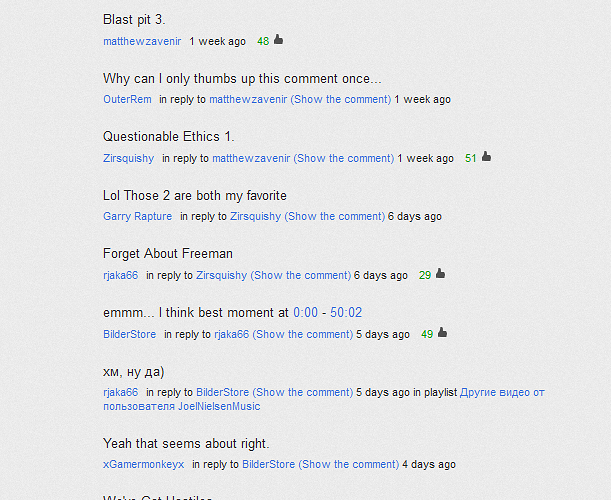 Blast pit 3.
matthewzavenir 1 week ago 48
Why can I only thumbs up this comment once...
OuterRem in reply to matthewzavenir (Show the comment) 1 week ago
Questionable Ethics 1.
Zirsquishy in reply to matthewzavenir (Show the comment) 1 week ago 51
Lol Those 2 are both my favorite
Garry Rapture in reply to Zirsquishy (Show the comment) 6 days ago
Forget About Freeman
rjaka66 in reply to Zirsquishy (Show the comment) 6 days ago 29
emmm... I think best moment at 0:00 - 50:02
BilderStore in reply to rjaka66 (Show the comment) 5 days ago 49
хм, ну да)
rjaka66 in reply to BilderStore (Show the comment) 5 days ago in playlist Другие видео от
пользователя JoelNielsenMusic
Yeah that seems about right.
xGamermonkeyx in reply to BilderStore (Show the comment) 4 days ago
We've Got Hostiles